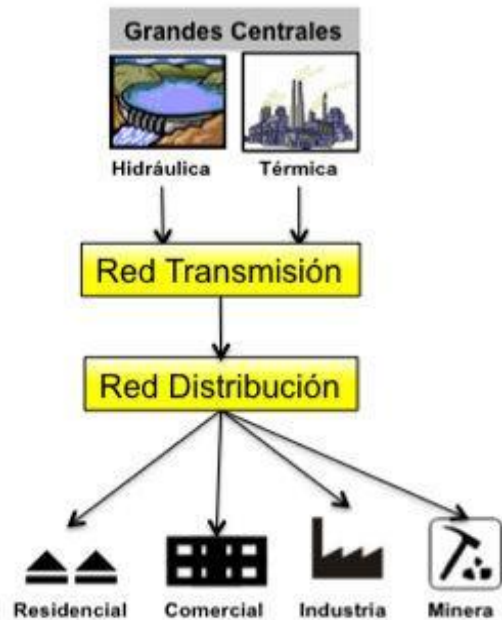 Grandes Centrales
Hidráulica Térmica
Red Transmisión
Red Distribución
Residencial Comercial Industria Minera